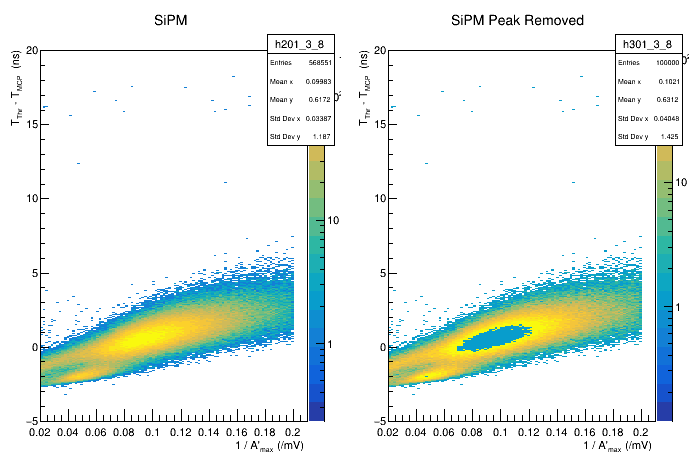 SiPM
h201_3_8
Entries 568551
Mean x 0.09983
Mean y 0.6172
Std Dev x 0.03387
Std Dev y 1.187
T_Thr - T_MCP (ns)
20
15
10
5
0
−5
0.02 0.04 0.06 0.08 0.1 0.12 0.14 0.16 0.18 0.2
1 / A'_max (/mV)
10
1
SiPM Peak Removed
h301_3_8
Entries 100000
Mean x 0.1021
Mean y 0.6312
Std Dev x 0.04048
Std Dev y 1.425
T_Thr - T_MCP (ns)
20
15
10
5
0
−5
0.02 0.04 0.06 0.08 0.1 0.12 0.14 0.16 0.18 0.2
1 / A'_max (/mV)
10
1